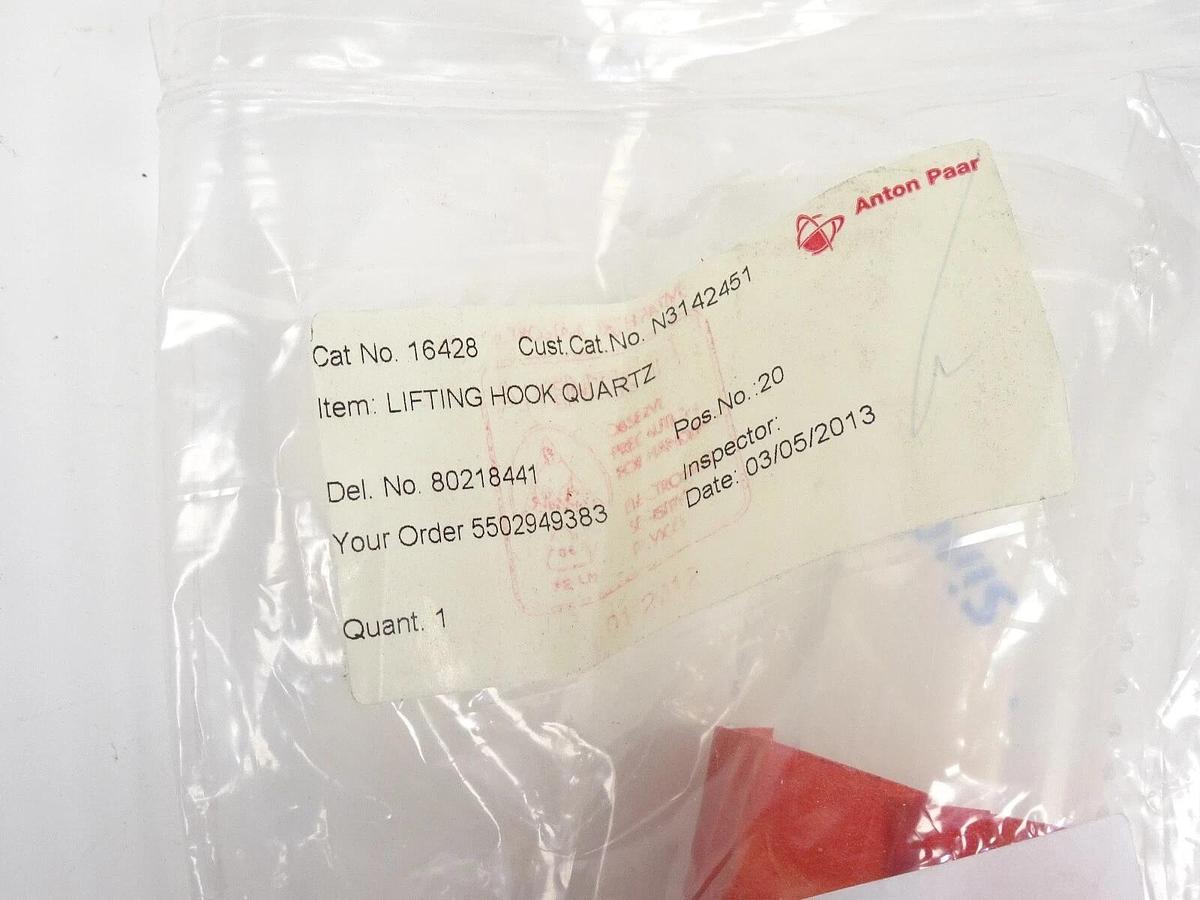 Anton Paar
Cat No. 16428 Cust.Cat.No. N3142451
Item: LIFTING HOOK QUARTZ
Pos.No.:20
Del. No. 80218441 Inspector:
Your Order 5502949383 Date: 03/05/2013
Quant. 1
OBSERVE